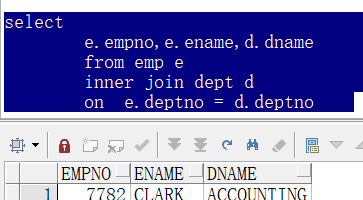 select
e.empno,e.ename,d.dname
from emp e
inner join dept d
on e.deptno = d.deptno
EMPNO ENAME DNAME
1 7782 CLARK ACCOUNTING